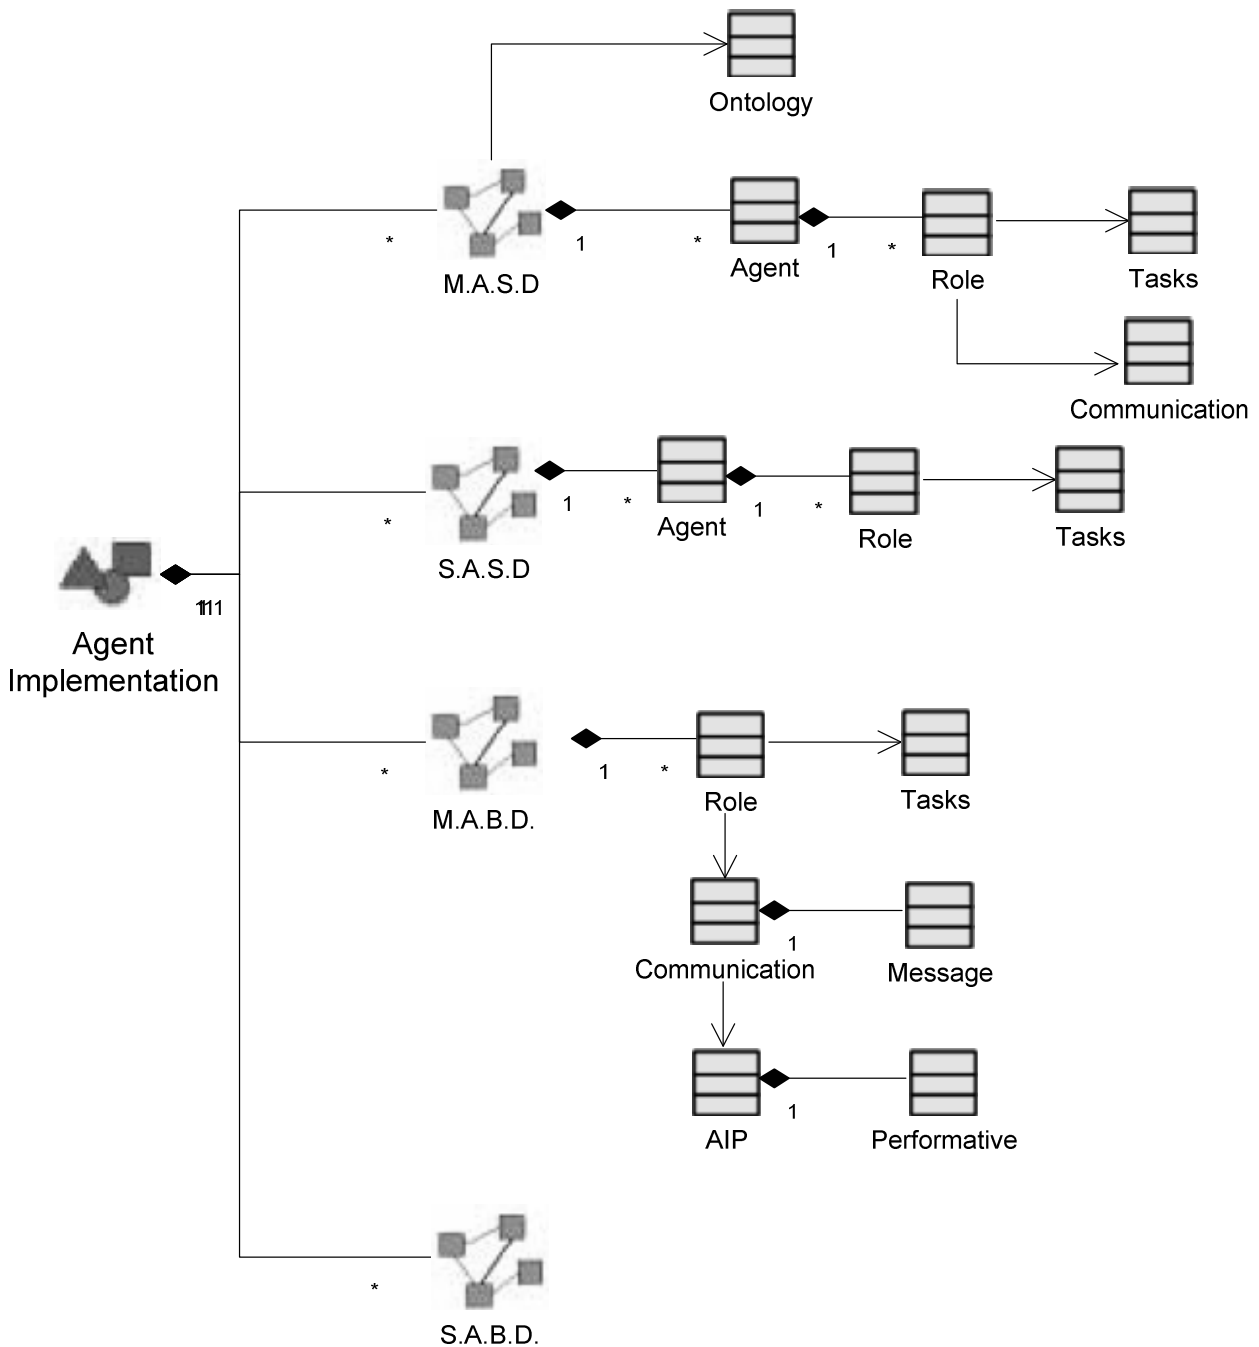 Ontology
*
1
*
1
*
M.A.S.D
Agent
Role
Tasks
Communication
*
1
*
1
*
S.A.S.D
Agent
Role
Tasks
Agent
Implementation
*
1
*
M.A.B.D.
Role
Tasks
1
Communication
Message
1
AIP
Performative
*
S.A.B.D.